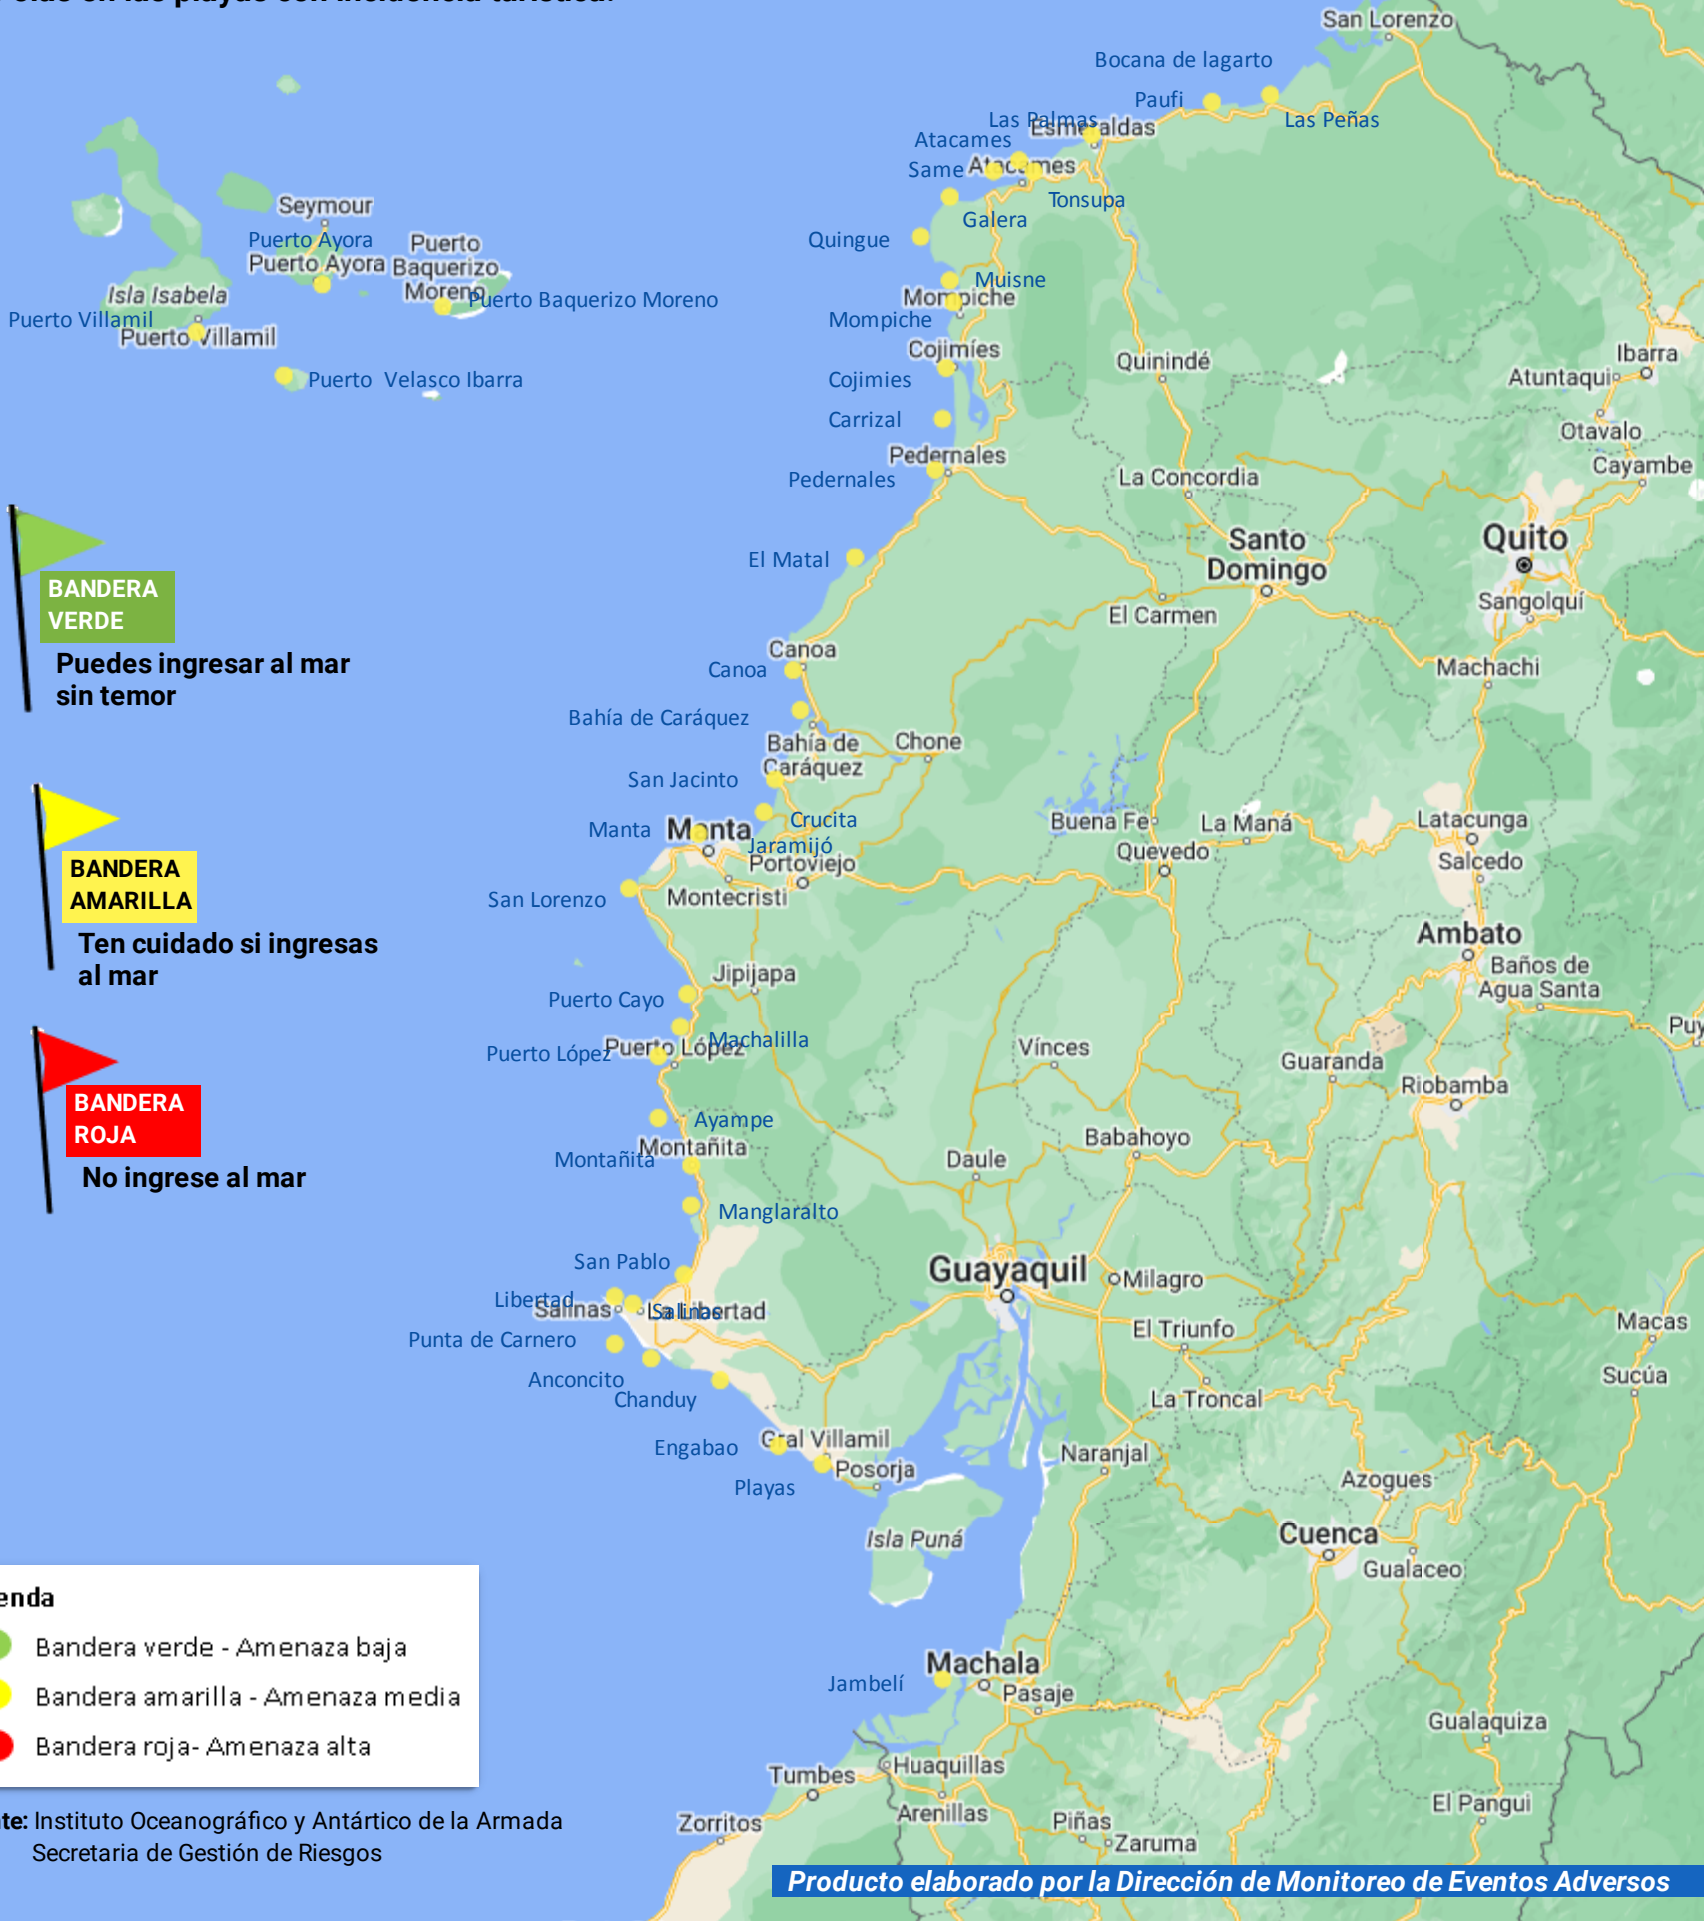 San Lorenzo
Bocana de lagarto
Paufi
Las Peñas
Las Palmas
Esmeraldas
Atacames
Same
Atacames
Tonsupa
Galera
Quingue
Muisne
Mompiche
Mompiche
Cojimíes
Cojimies
Carrizal
Pedernales
Pedernales
El Matal
Canoa
Canoa
Bahía de Caráquez
Bahía de
Caráquez
Chone
San Jacinto
Crucita
Manta
Manta
Jaramijó
Portoviejo
Montecristi
San Lorenzo
Jipijapa
Puerto Cayo
Machalilla
Puerto López
Puerto López
Ayampe
Montañita
Montañita
Manglaralto
San Pablo
Libertad
Salinas
La Libertad
Salinas
Punta de Carnero
Anconcito
Chanduy
Engabao
Gral Villamil
Playas
Posorja
Isla Puná
Jambelí
Machala
Pasaje
Huaquillas
Tumbes
Arenillas
Zorritos
Piñas
Zaruma
Seymour
Puerto Ayora
Puerto Ayora
Puerto
Baquerizo
Moreno
Puerto Baquerizo Moreno
Isla Isabela
Puerto Villamil
Puerto Villamil
Puerto Velasco Ibarra
Quinindé
Ibarra
Atuntaqui
Otavalo
Cayambe
La Concordia
Santo
Domingo
Quito
Sangolquí
El Carmen
Machachi
Buena Fe
La Maná
Latacunga
Quevedo
Salcedo
Ambato
Baños de
Agua Santa
Puy
Vínces
Guaranda
Riobamba
Babahoyo
Daule
Guayaquil
Milagro
El Triunfo
Macas
Sucúa
La Troncal
Naranjal
Azogues
Cuenca
Gualaceo
Gualaquiza
El Pangui
BANDERA
VERDE
Puedes ingresar al mar
sin temor
BANDERA
AMARILLA
Ten cuidado si ingresas
al mar
BANDERA
ROJA
No ingrese al mar
enda
Bandera verde - Amenaza baja
Bandera amarilla - Amenaza media
Bandera roja- Amenaza alta
te: Instituto Oceanográfico y Antártico de la Armada
Secretaria de Gestión de Riesgos
Producto elaborado por la Dirección de Monitoreo de Eventos Adversos